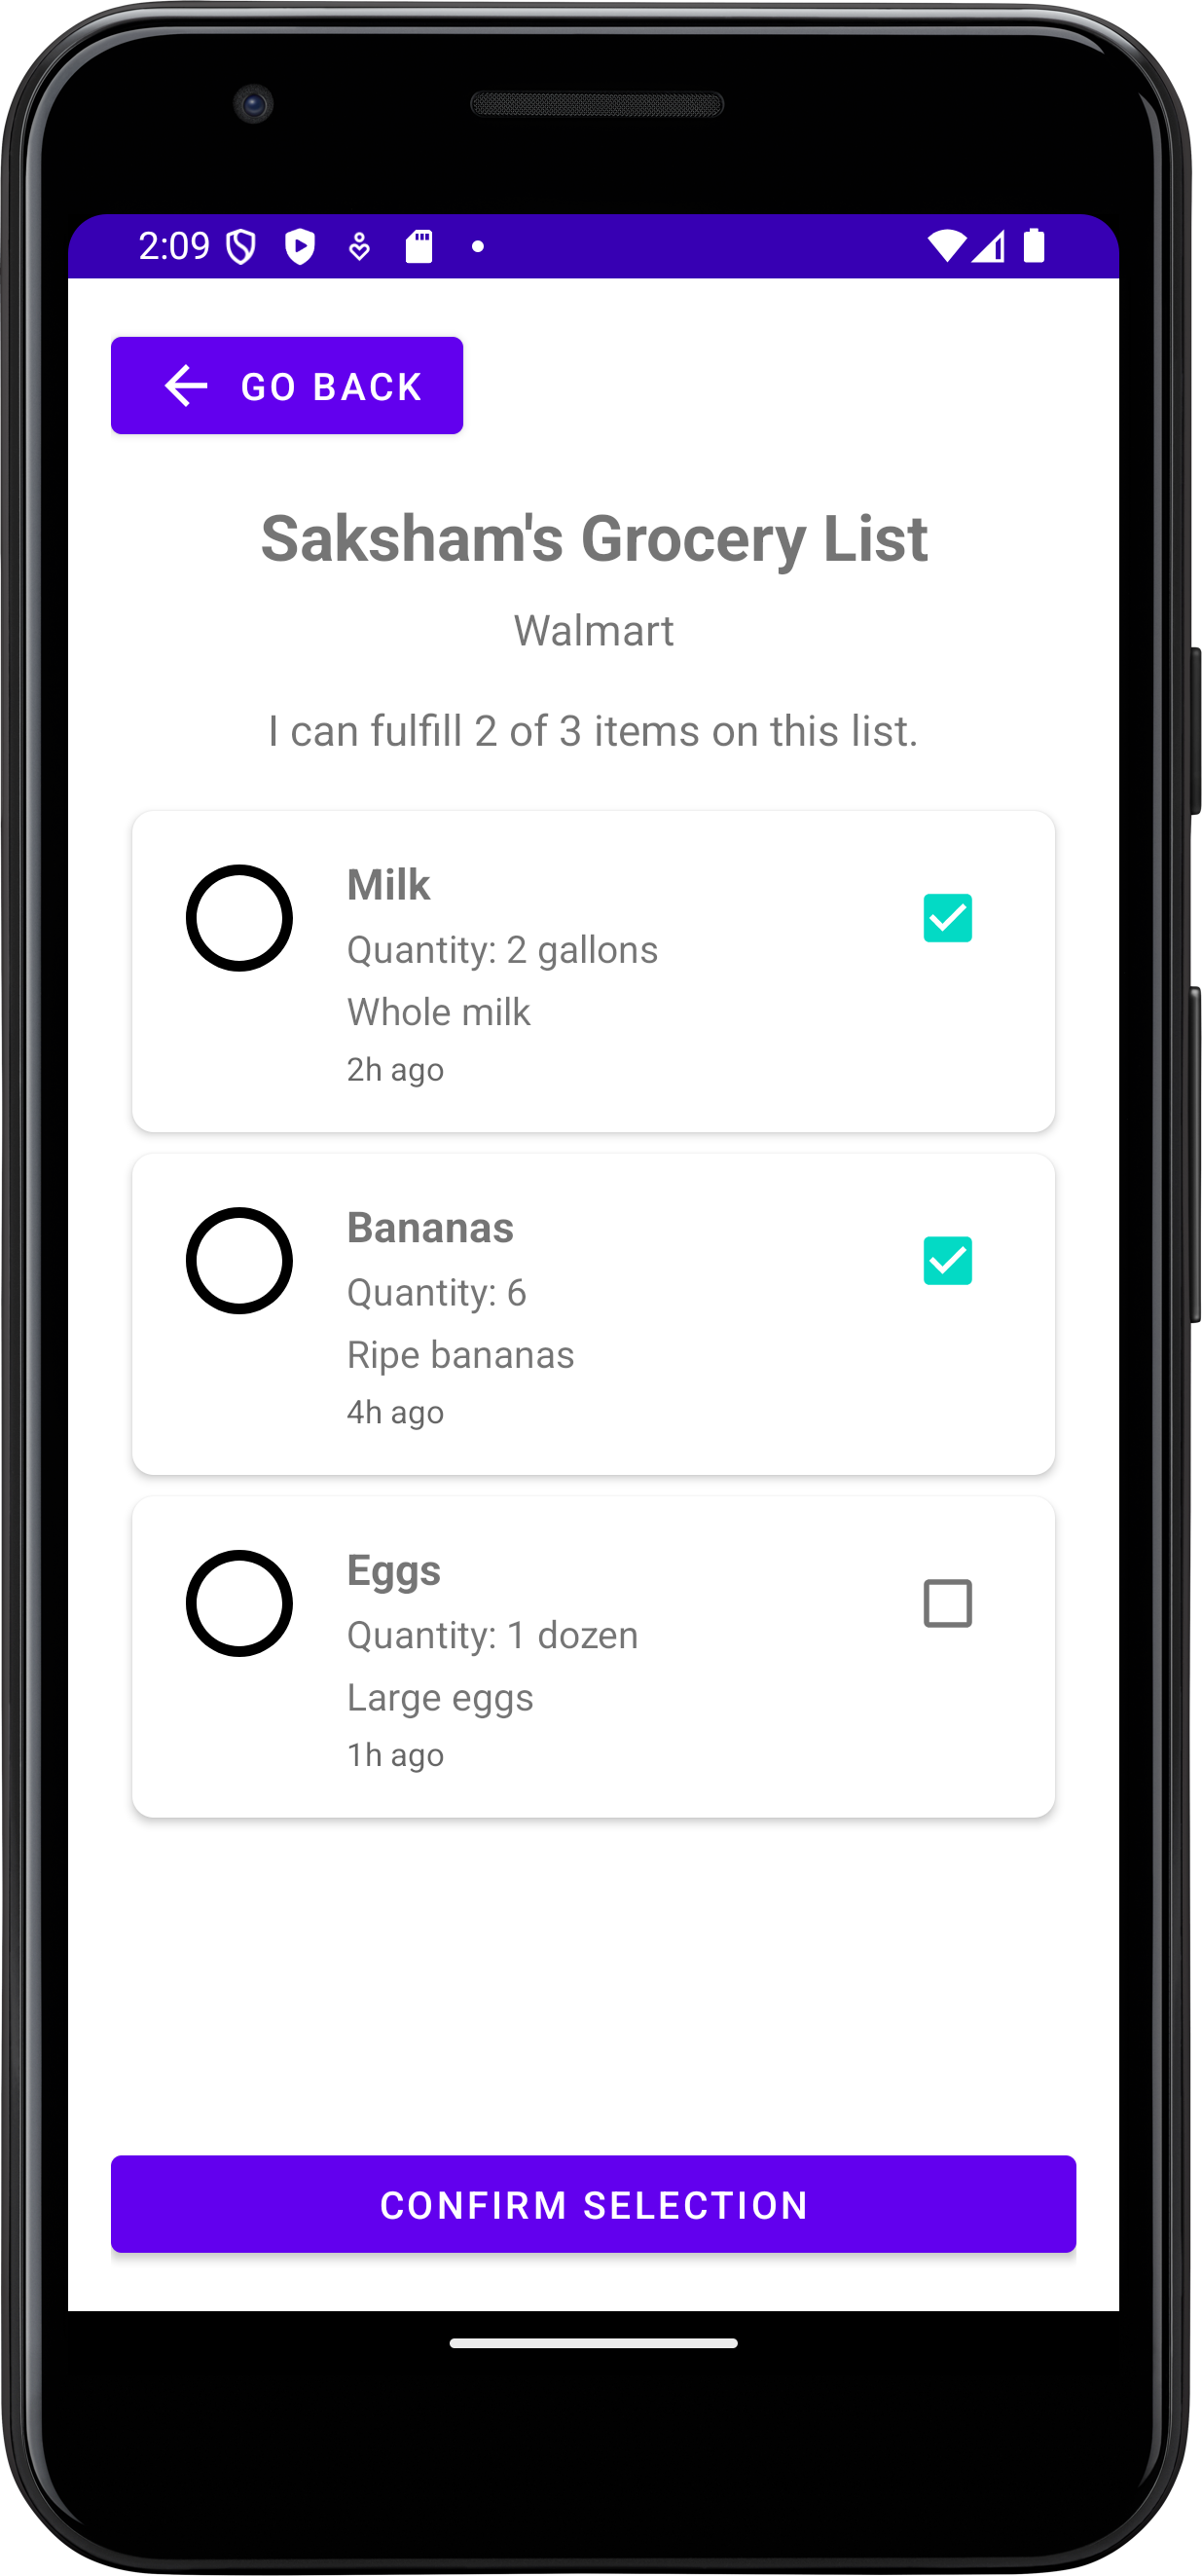 2:09
GO BACK
Saksham's Grocery List
Walmart
I can fulfill 2 of 3 items on this list.
Milk
Quantity: 2 gallons
Whole milk
2h ago
Bananas
Quantity: 6
Ripe bananas
4h ago
Eggs
Quantity: 1 dozen
Large eggs
1h ago
CONFIRM SELECTION